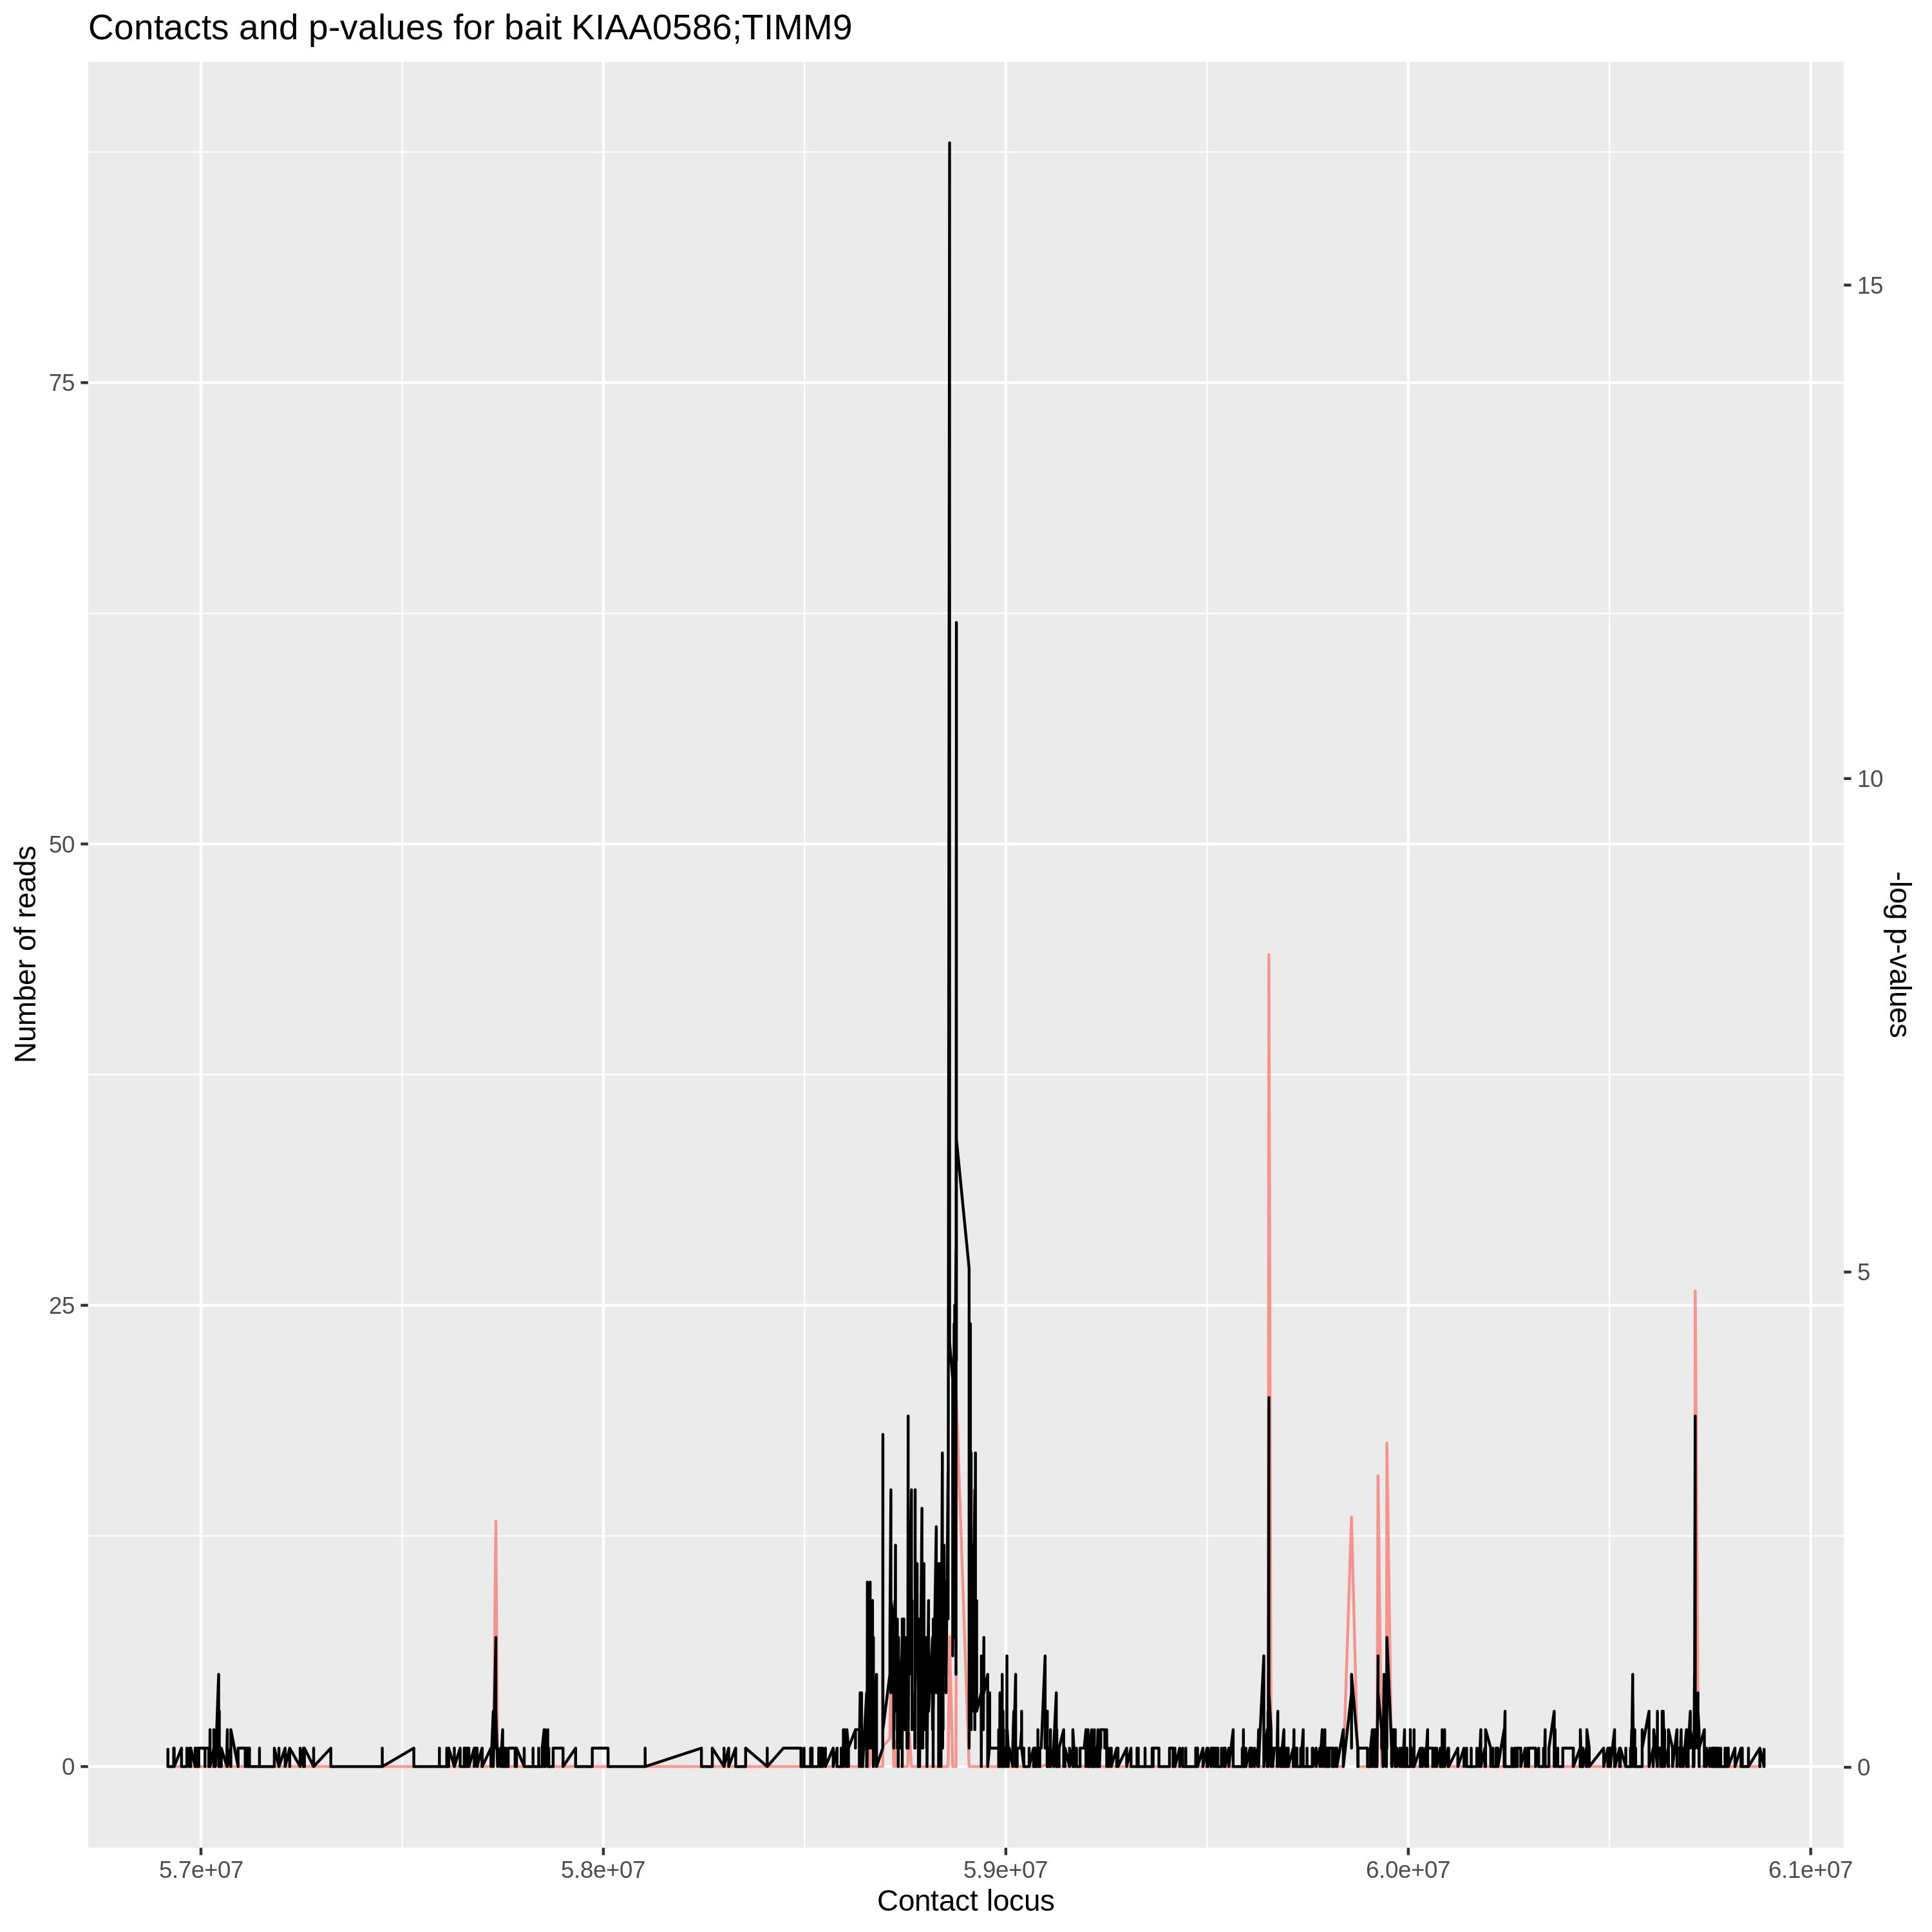 Contacts and p-values for bait KIAA0586;TIMM9
Number of reads
75
50
25
0
15
10
5
0
-log p-values
5.7e+07 5.8e+07 5.9e+07 6.0e+07 6.1e+07
Contact locus